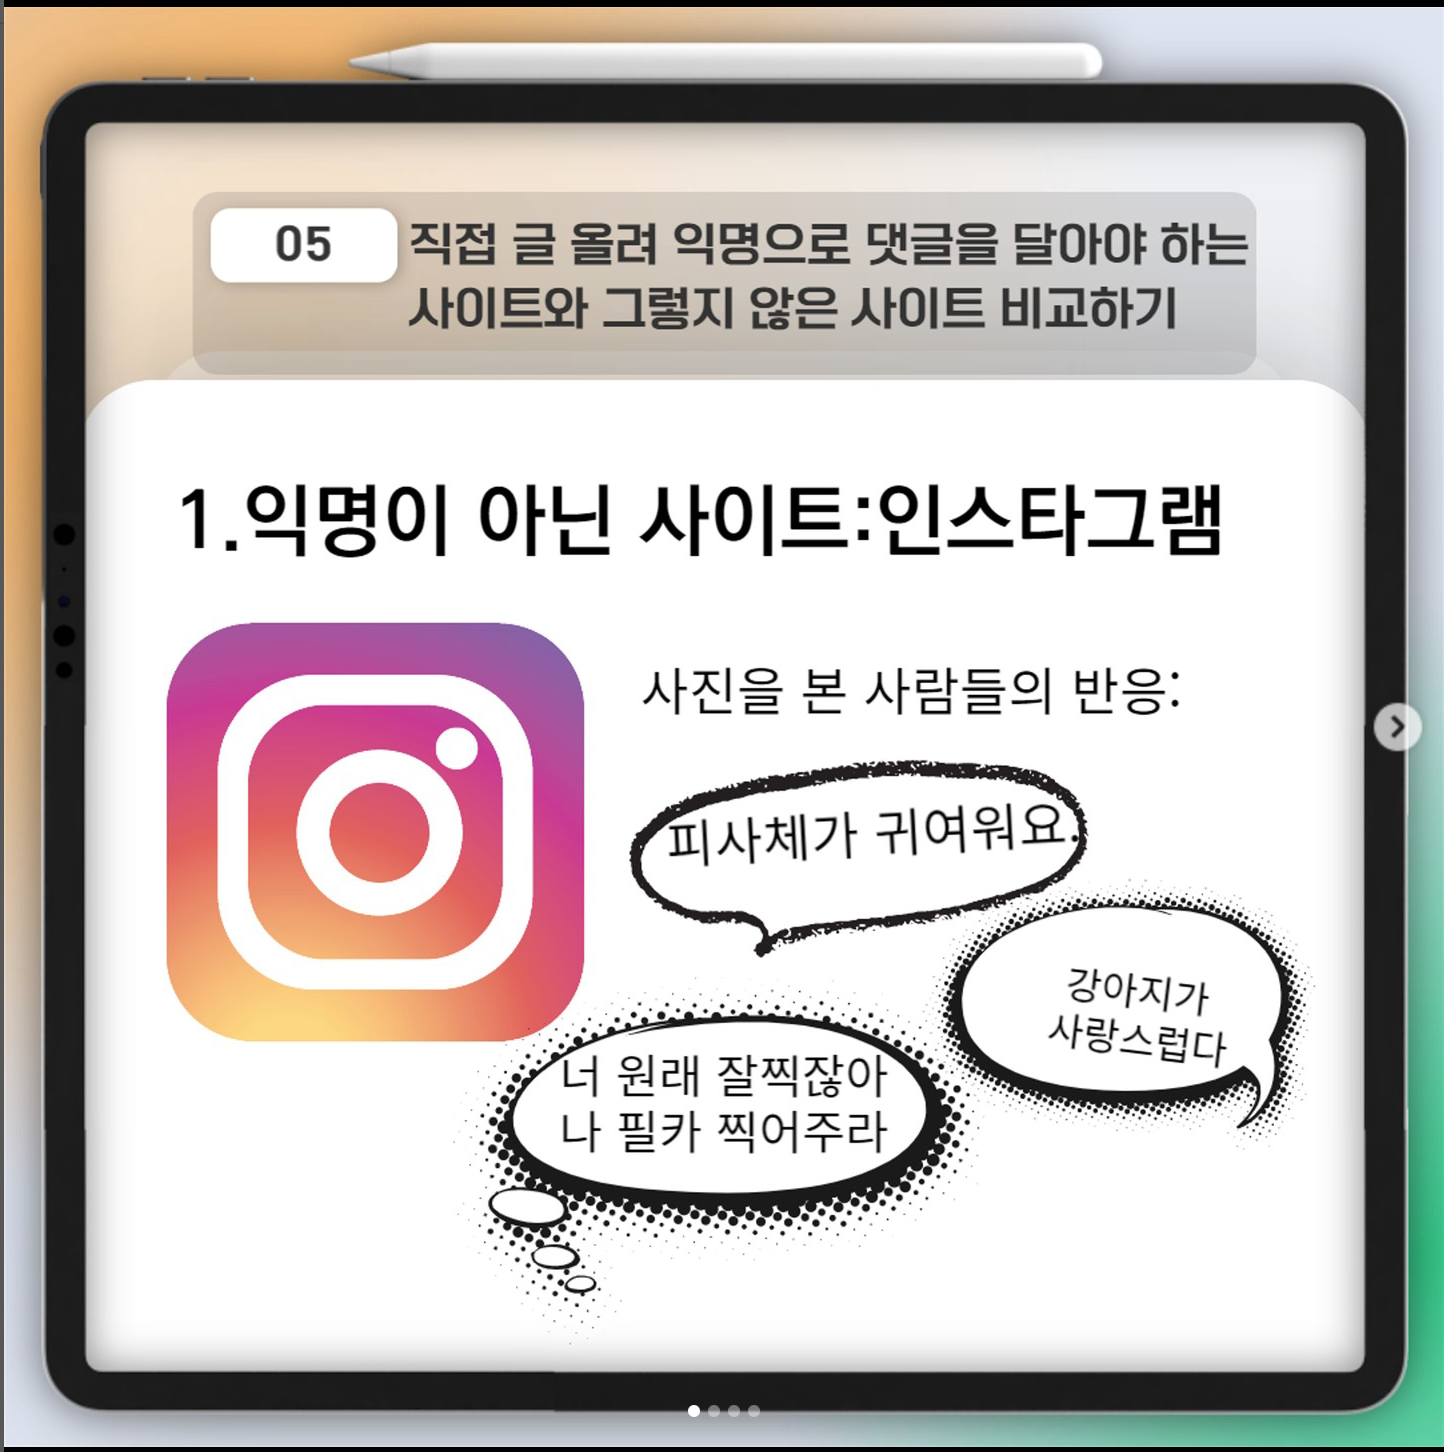 05
직접 글 올려 익명으로 댓글을 달아야 하는
사이트와 그렇지 않은 사이트 비교하기
1.익명이 아닌 사이트:인스타그램
사진을 본 사람들의 반응:
피사체가 귀여워요.
강아지가
사랑스럽다
너 원래 잘찍잖아
나 필카 찍어주라